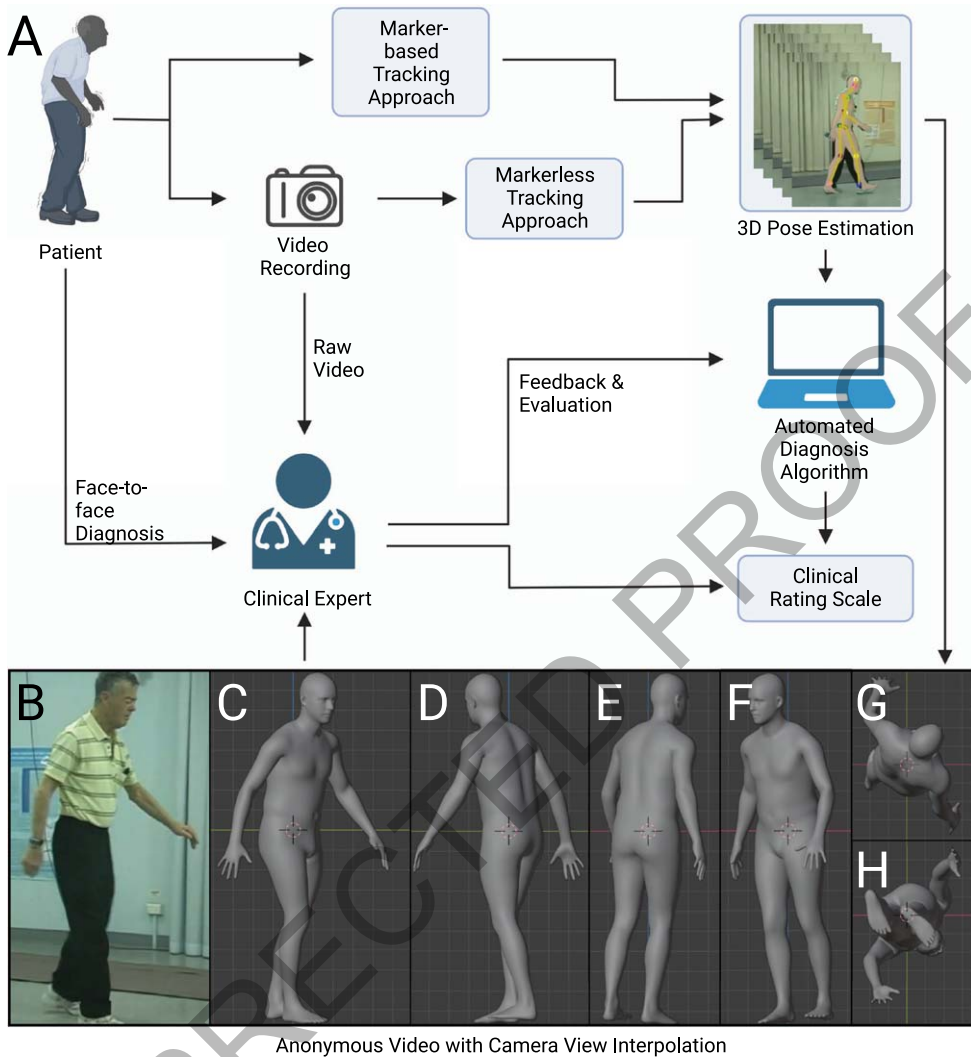 A
Marker-
based
Tracking
Approach
Markerless
Tracking
Approach
3D Pose Estimation
Patient
Video
Recording
Raw
Video
Feedback &
Evaluation
Automated
Diagnosis
Algorithm
Face-to-
face
Diagnosis
Clinical Expert
Clinical
Rating Scale
B
C
D
E
F
G
H
RECTED PROOF
Anonymous Video with Camera View Interpolation